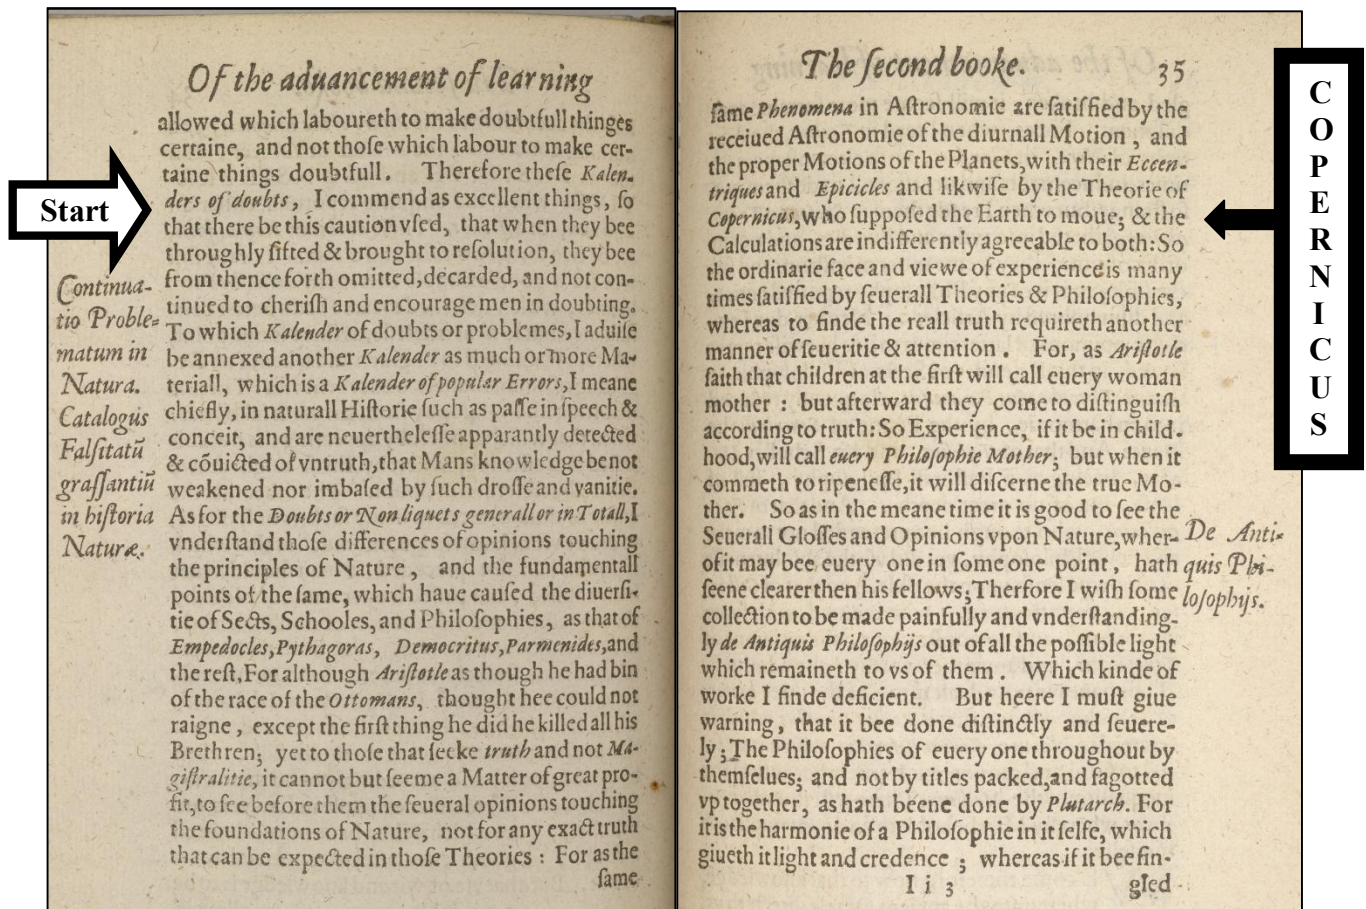 Of the aduancement of learning
allowed which laboureth to make doubtfull thinges
certaine, and not thoſe which labour to make cer-
taine things doubtfull. Therefore theſe Kalen-
ders of doubts, I commend as excellent things, ſo
that there be this caution vſed, that when they bee
throughly ſifted & brought to reſolution, they bee
from thence forth omitted, decarded, and not con-
tinued to cheriſh and encourage men in doubting.
To which Kalender of doubts or problemes, I aduiſe
be annexed another Kalender as much or more Ma-
teriall, which is a Kalender of popular Errors, I meane
chiefly, in naturall Hiſtorie ſuch as paſſe in ſpeech &
conceit, and are neuertheleſſe apparantly detected
& cõuicted of vntruth, that Mans knowledge be not
weakened nor imbaſed by ſuch droſſe and vanitie.
As for the Doubts or Non liquets generall or in Totall, I
vnderſtand thoſe differences of opinions touching
the principles of Nature, and the fundamentall
points of the ſame, which haue cauſed the diuerſi-
tie of Sects, Schooles, and Philoſophies, as that of
Empedocles, Pythagoras, Democritus, Parmenides, and
the reſt, For although Ariſtotle as though he had bin
of the race of the Ottomans, thought hee could not
raigne, except the firſt thing he did he killed all his
Brethren; yet to thoſe that ſeeke truth and not Ma-
giſtralitie, it cannot but ſeeme a Matter of great pro-
fit, to ſee before them the ſeueral opinions touching
the foundations of Nature, not for any exact truth
that can be expected in thoſe Theories: For as the
ſame
Start
Continua-
tio Proble-
matum in
Natura.
Catalogus
Falſitatũ
graſſantiũ
in hiſtoria
Naturæ.
The ſecond booke.
35
ſame Phenomena in Aſtronomie are ſatiſfied by the
receiued Aſtronomie of the diurnall Motion, and
the proper Motions of the Planets, with their Eccen-
triques and Epicicles and likwiſe by the Theorie of
Copernicus, who ſuppoſed the Earth to moue; & the
Calculations are indifferently agreeable to both: So
the ordinarie face and viewe of experience is many
times ſatiſfied by ſeuerall Theories & Philoſophies,
whereas to finde the reall truth requireth another
manner of ſeueritie & attention. For, as Ariſtotle
ſaith that children at the firſt will call euery woman
mother: but afterward they come to diſtinguiſh
according to truth: So Experience, if it be in child-
hood, will call euery Philoſophie Mother; but when it
commeth to ripeneſſe, it will diſcerne the true Mo-
ther. So as in the meane time it is good to ſee the
Seuerall Gloſſes and Opinions vpon Nature, wher-
of it may bee euery one in ſome one point, hath
ſeene clearer then his fellows; Therfore I wiſh ſome
collection to be made painfully and vnderſtanding-
ly de Antiquis Philoſophijs out of all the poſſible light
which remaineth to vs of them. Which kinde of
worke I finde deficient. But heere I muſt giue
warning, that it bee done diſtinctly and ſeuere-
ly; The Philoſophies of euery one throughout by
themſelues; and not by titles packed, and fagotted
vp together, as hath beene done by Plutarch. For
it is the harmonie of a Philoſophie in it ſelfe, which
giueth it light and credence; whereas if it bee ſin-
I i 3
gled
De Anti-
quis Phi-
loſophijs.
C
O
P
E
R
N
I
C
U
S